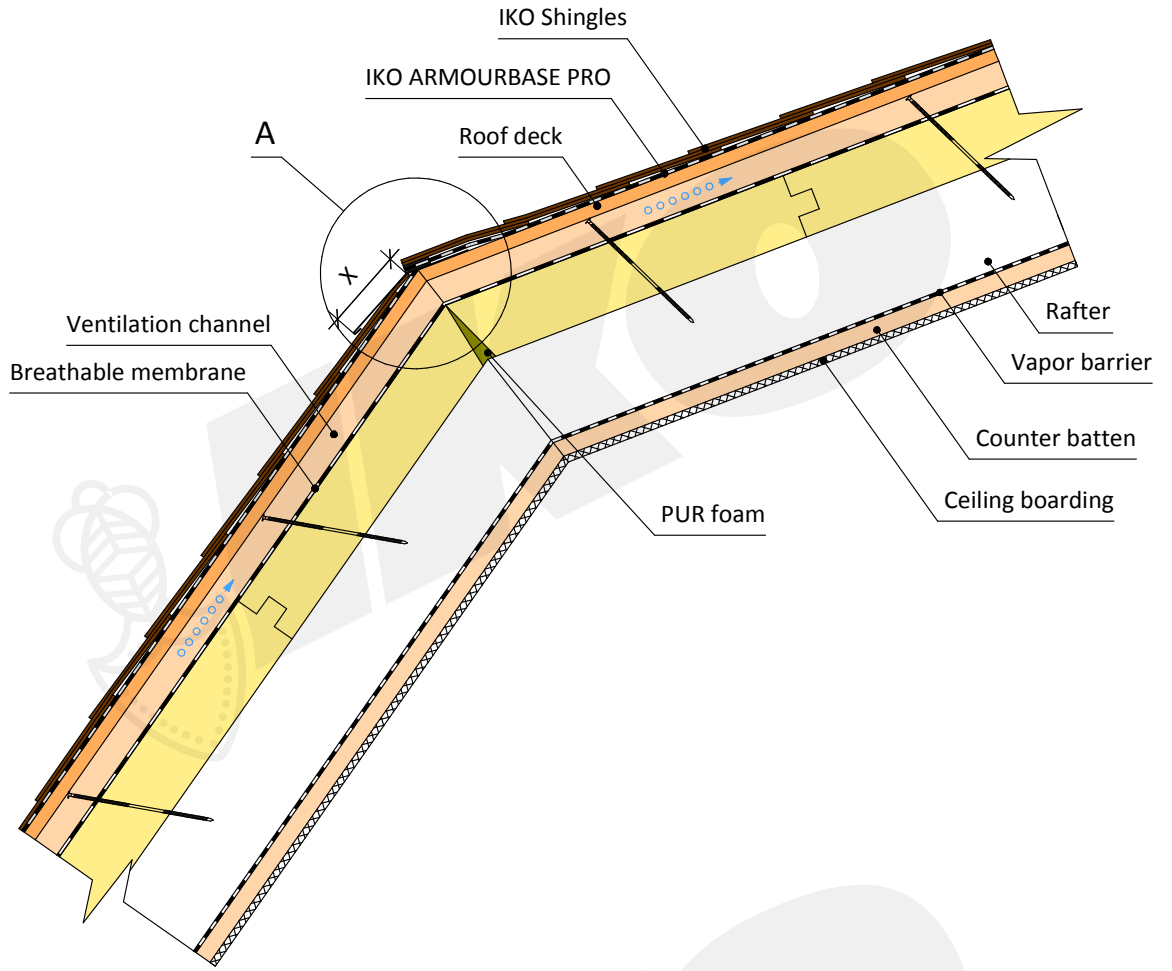 IKO Shingles
IKO ARMOURBASE PRO
A
Roof deck
X
Ventilation channel
Breathable membrane
Rafter
Vapor barrier
Counter batten
Ceiling boarding
PUR foam
IKO